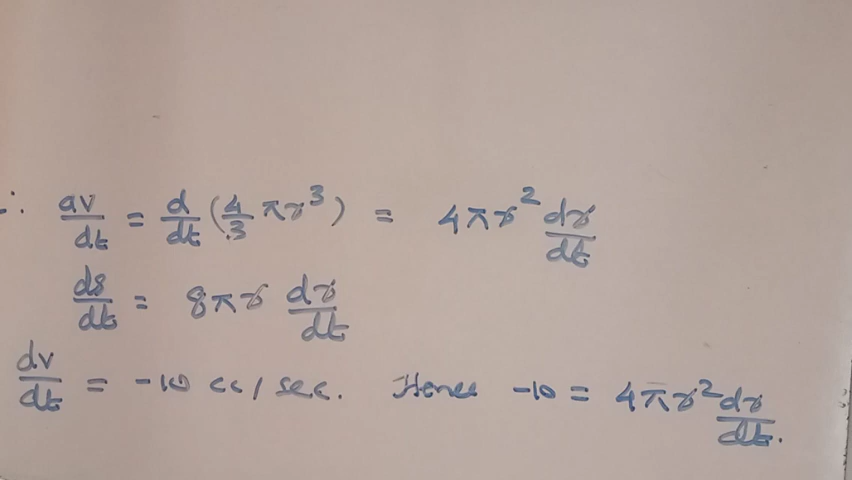 ∴ dv/dt = d/dt (4/3 πr³) = 4πr² dr/dt
ds/dt = 8πr dr/dt
dv/dt = -10 cc/sec. Hence -10 = 4πr² dr/dt.